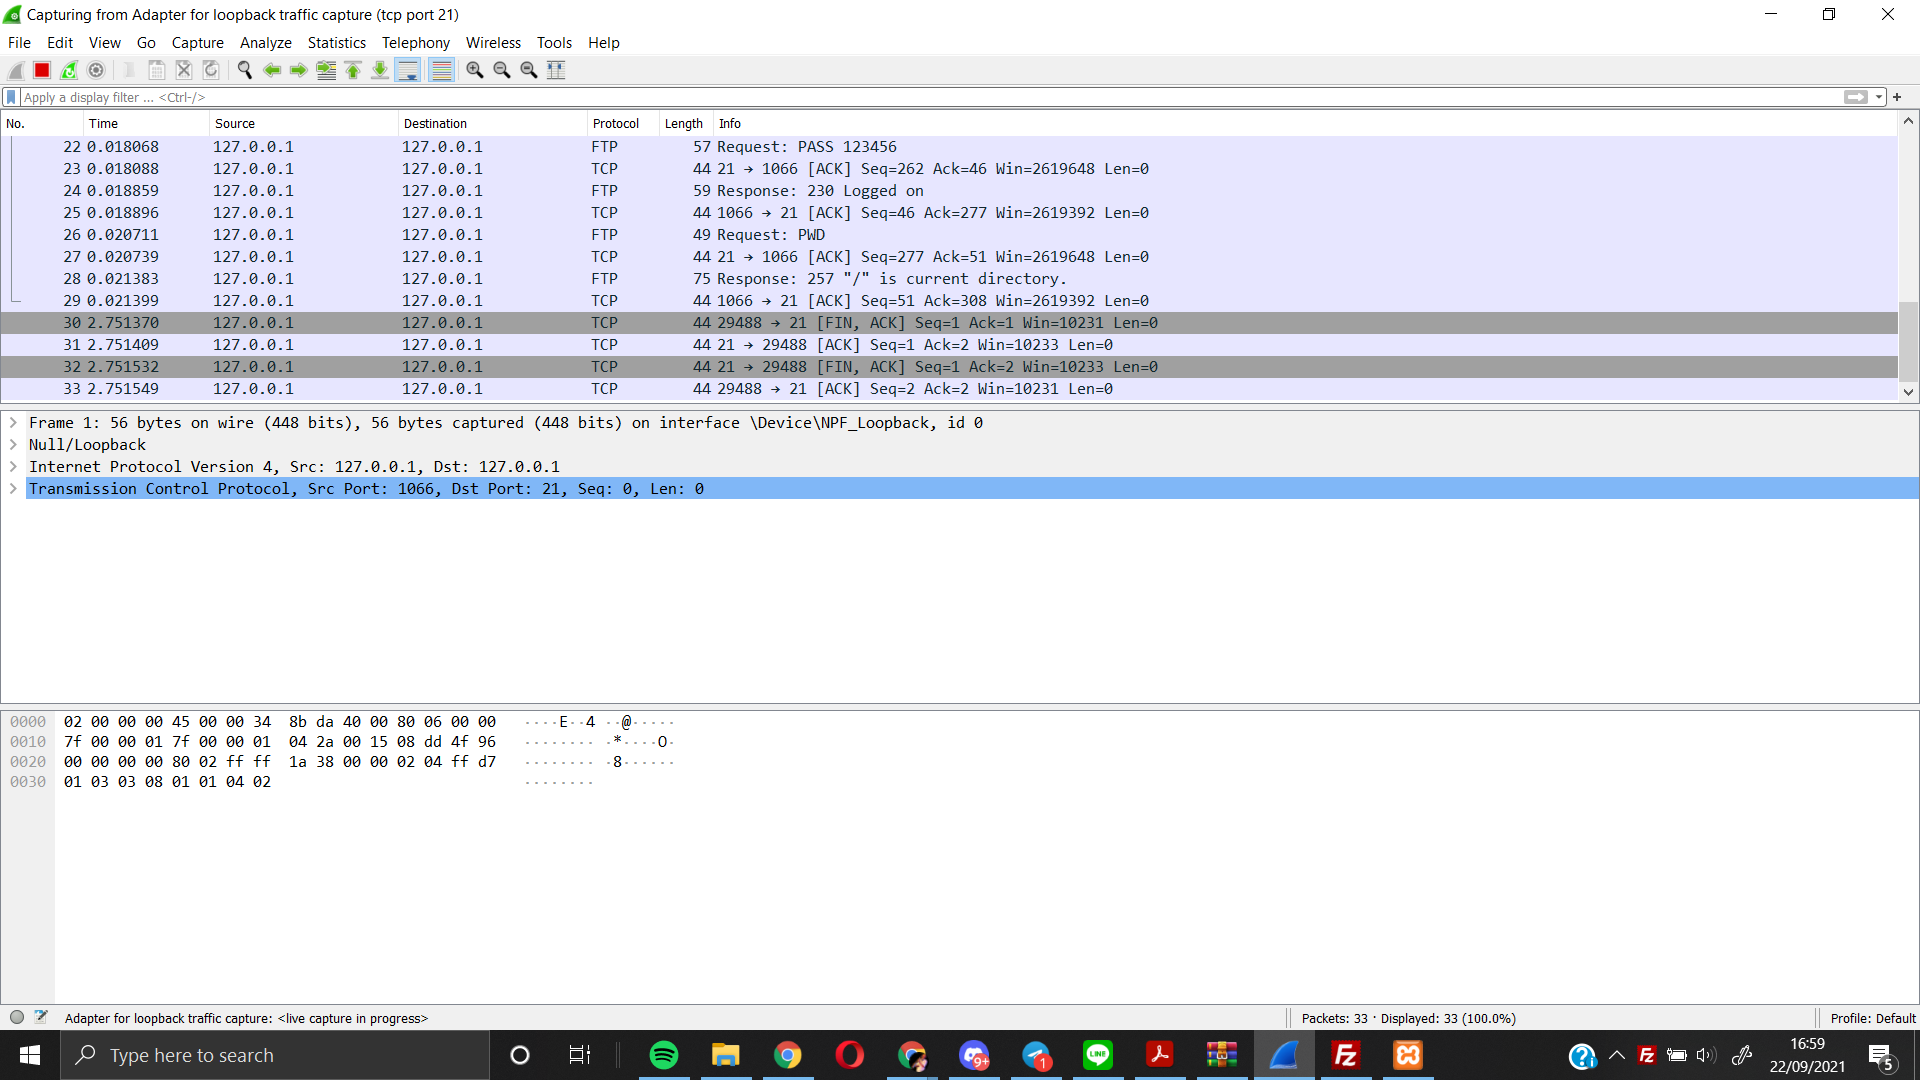 Capturing from Adapter for loopback traffic capture (tcp port 21)
File Edit View Go Capture Analyze Statistics Telephony Wireless Tools Help
Apply a display filter ... <Ctrl-/>
No. Time Source Destination Protocol Length Info
22 0.018068 127.0.0.1 127.0.0.1 FTP 57 Request: PASS 123456
23 0.018088 127.0.0.1 127.0.0.1 TCP 44 21 → 1066 [ACK] Seq=262 Ack=46 Win=2619648 Len=0
24 0.018859 127.0.0.1 127.0.0.1 FTP 59 Response: 230 Logged on
25 0.018896 127.0.0.1 127.0.0.1 TCP 44 1066 → 21 [ACK] Seq=46 Ack=277 Win=2619392 Len=0
26 0.020711 127.0.0.1 127.0.0.1 FTP 49 Request: PWD
27 0.020739 127.0.0.1 127.0.0.1 TCP 44 21 → 1066 [ACK] Seq=277 Ack=51 Win=2619648 Len=0
28 0.021383 127.0.0.1 127.0.0.1 FTP 75 Response: 257 "/" is current directory.
29 0.021399 127.0.0.1 127.0.0.1 TCP 44 1066 → 21 [ACK] Seq=51 Ack=308 Win=2619392 Len=0
30 2.751370 127.0.0.1 127.0.0.1 TCP 44 29488 → 21 [FIN, ACK] Seq=1 Ack=1 Win=10231 Len=0
31 2.751409 127.0.0.1 127.0.0.1 TCP 44 21 → 29488 [ACK] Seq=1 Ack=2 Win=10233 Len=0
32 2.751532 127.0.0.1 127.0.0.1 TCP 44 21 → 29488 [FIN, ACK] Seq=1 Ack=2 Win=10233 Len=0
33 2.751549 127.0.0.1 127.0.0.1 TCP 44 29488 → 21 [ACK] Seq=2 Ack=2 Win=10231 Len=0
Frame 1: 56 bytes on wire (448 bits), 56 bytes captured (448 bits) on interface \Device\NPF_Loopback, id 0
Null/Loopback
Internet Protocol Version 4, Src: 127.0.0.1, Dst: 127.0.0.1
Transmission Control Protocol, Src Port: 1066, Dst Port: 21, Seq: 0, Len: 0
0000 02 00 00 00 45 00 00 34 8b da 40 00 80 06 00 00 ····E··4 ··@·····
0010 7f 00 00 01 7f 00 00 01 04 2a 00 15 08 dd 4f 96 ········ ·*····O·
0020 00 00 00 00 80 02 ff ff 1a 38 00 00 02 04 ff d7 ········ ·8······
0030 01 03 03 08 01 01 04 02 ········
Adapter for loopback traffic capture: <live capture in progress>
Packets: 33 · Displayed: 33 (100.0%)
Profile: Default
Type here to search
9+
1
LINE
Fz
Fz
16:59
22/09/2021
5